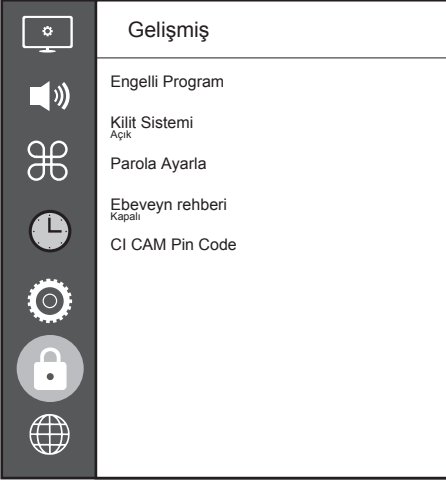 Gelişmiş
Engelli Program
Kilit Sistemi
Açık
Parola Ayarla
Ebeveyn rehberi
Kapalı
CI CAM Pin Code